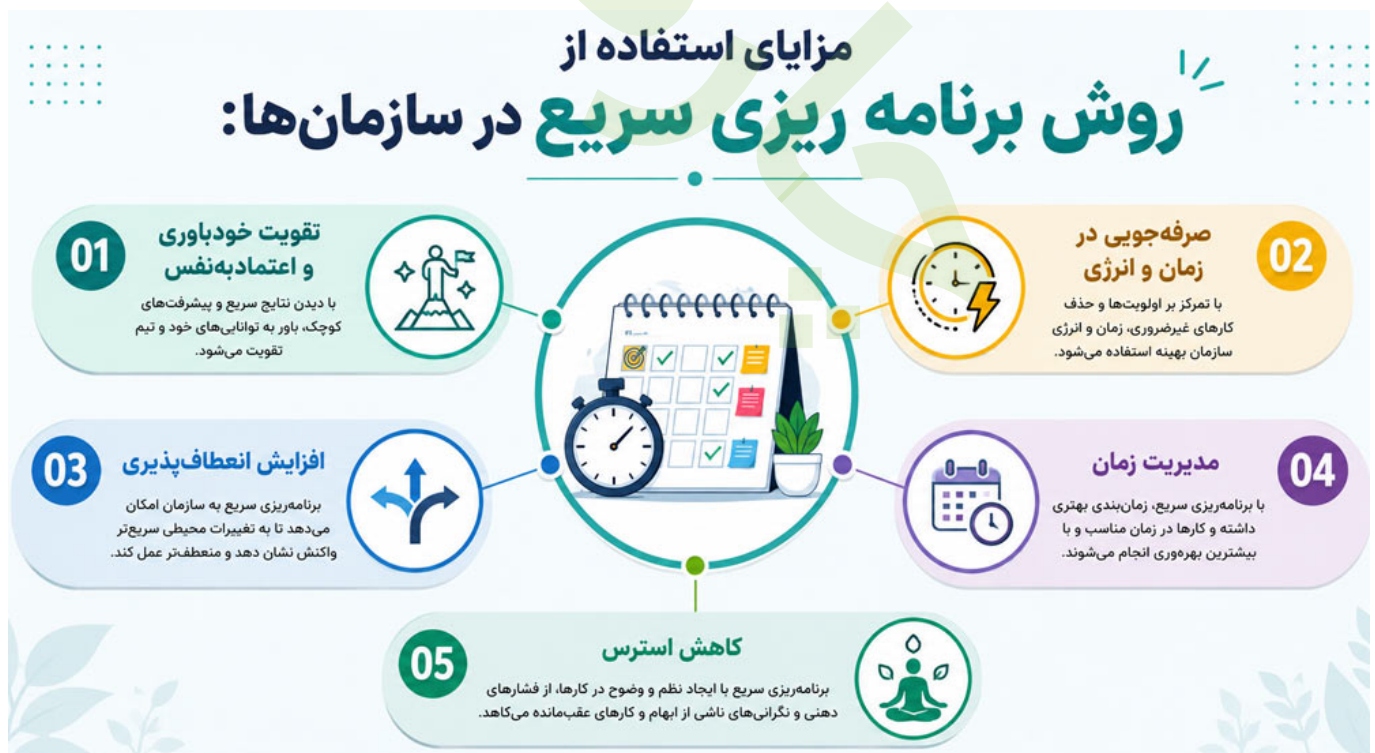 مزایای استفاده از
روش برنامه ریزی سریع در سازمان‌ها:
01
تقویت خودباوری
و اعتمادبه‌نفس
با دیدن نتایج سریع و پیشرفت‌های
کوچک، باور به توانایی‌های خود و تیم
تقویت می‌شود.
02
صرفه‌جویی در
زمان و انرژی
با تمرکز بر اولویت‌ها و حذف
کارهای غیرضروری، زمان و انرژی
سازمان بهینه استفاده می‌شود.
03
افزایش انعطاف‌پذیری
برنامه‌ریزی سریع به سازمان امکان
می‌دهد تا به تغییرات محیطی سریع‌تر
واکنش نشان دهد و منعطف‌تر عمل کند.
04
مدیریت زمان
با برنامه‌ریزی سریع، زمان‌بندی بهتری
داشته و کارها در زمان مناسب و با
بیشترین بهره‌وری انجام می‌شوند.
05
کاهش استرس
برنامه‌ریزی سریع با ایجاد نظم و وضوح در کارها، از فشارهای
دهنی و نگرانی‌های ناشی از ابهام و کارهای عقب‌مانده می‌کاهد.